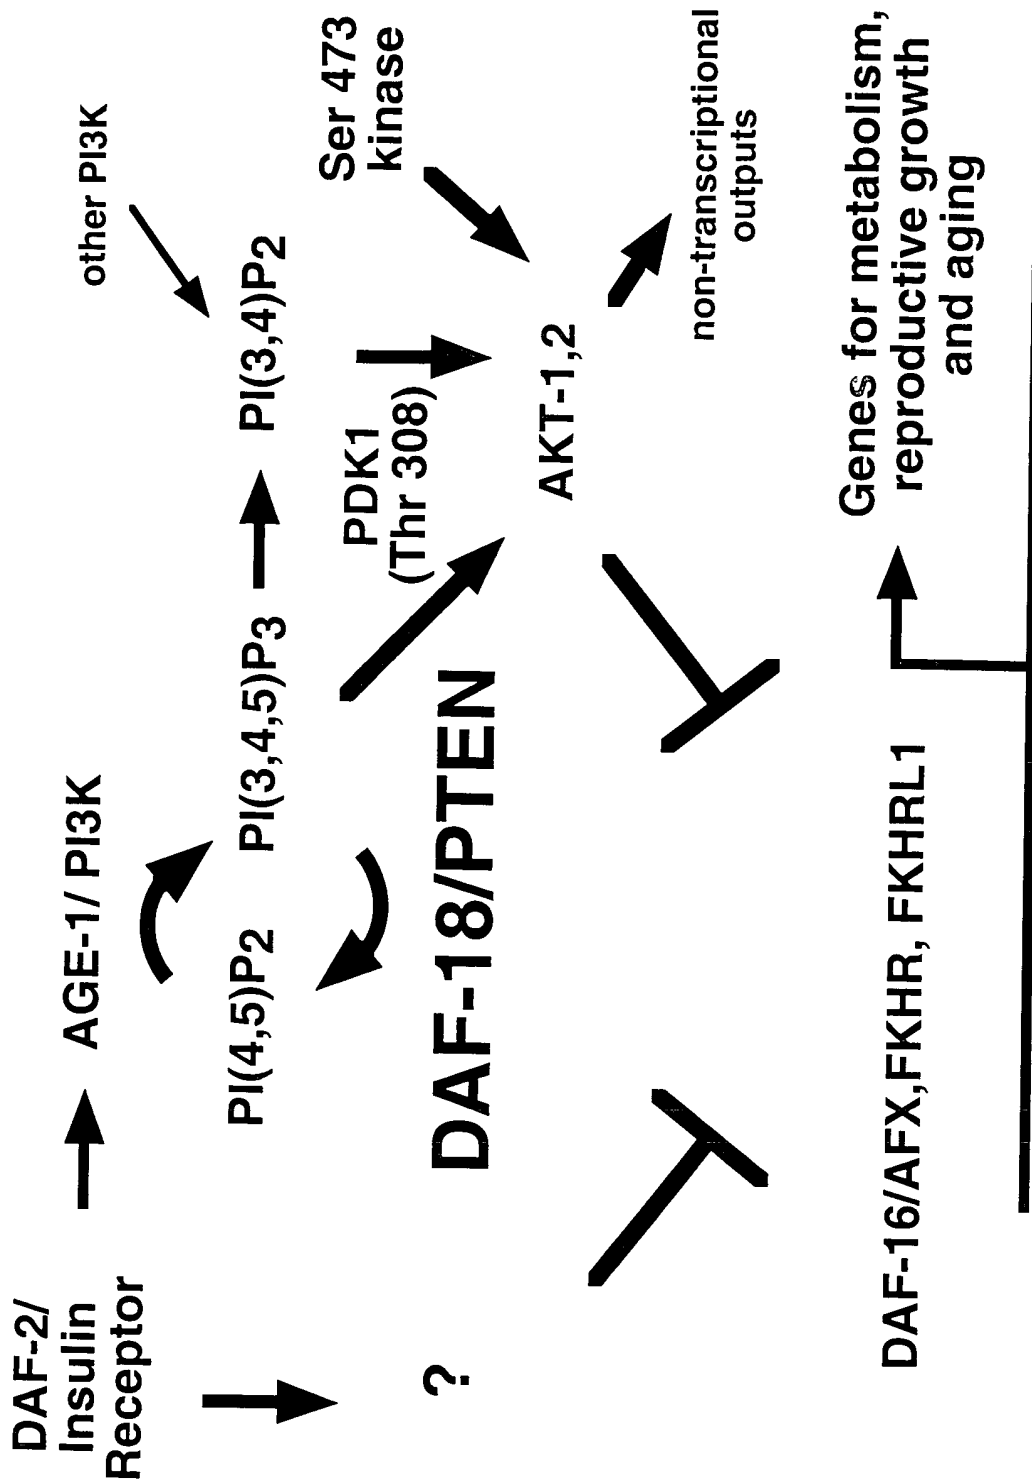 DAF-2/
Insulin
Receptor
AGE-1/ PI3K
other PI3K
PI(4,5)P2
PI(3,4,5)P3
PI(3,4)P2
Ser 473
kinase
PDK1
(Thr 308)
?
DAF-18/PTEN
AKT-1,2
non-transcriptional
outputs
DAF-16/AFX,FKHR, FKHRL1
Genes for metabolism,
reproductive growth
and aging